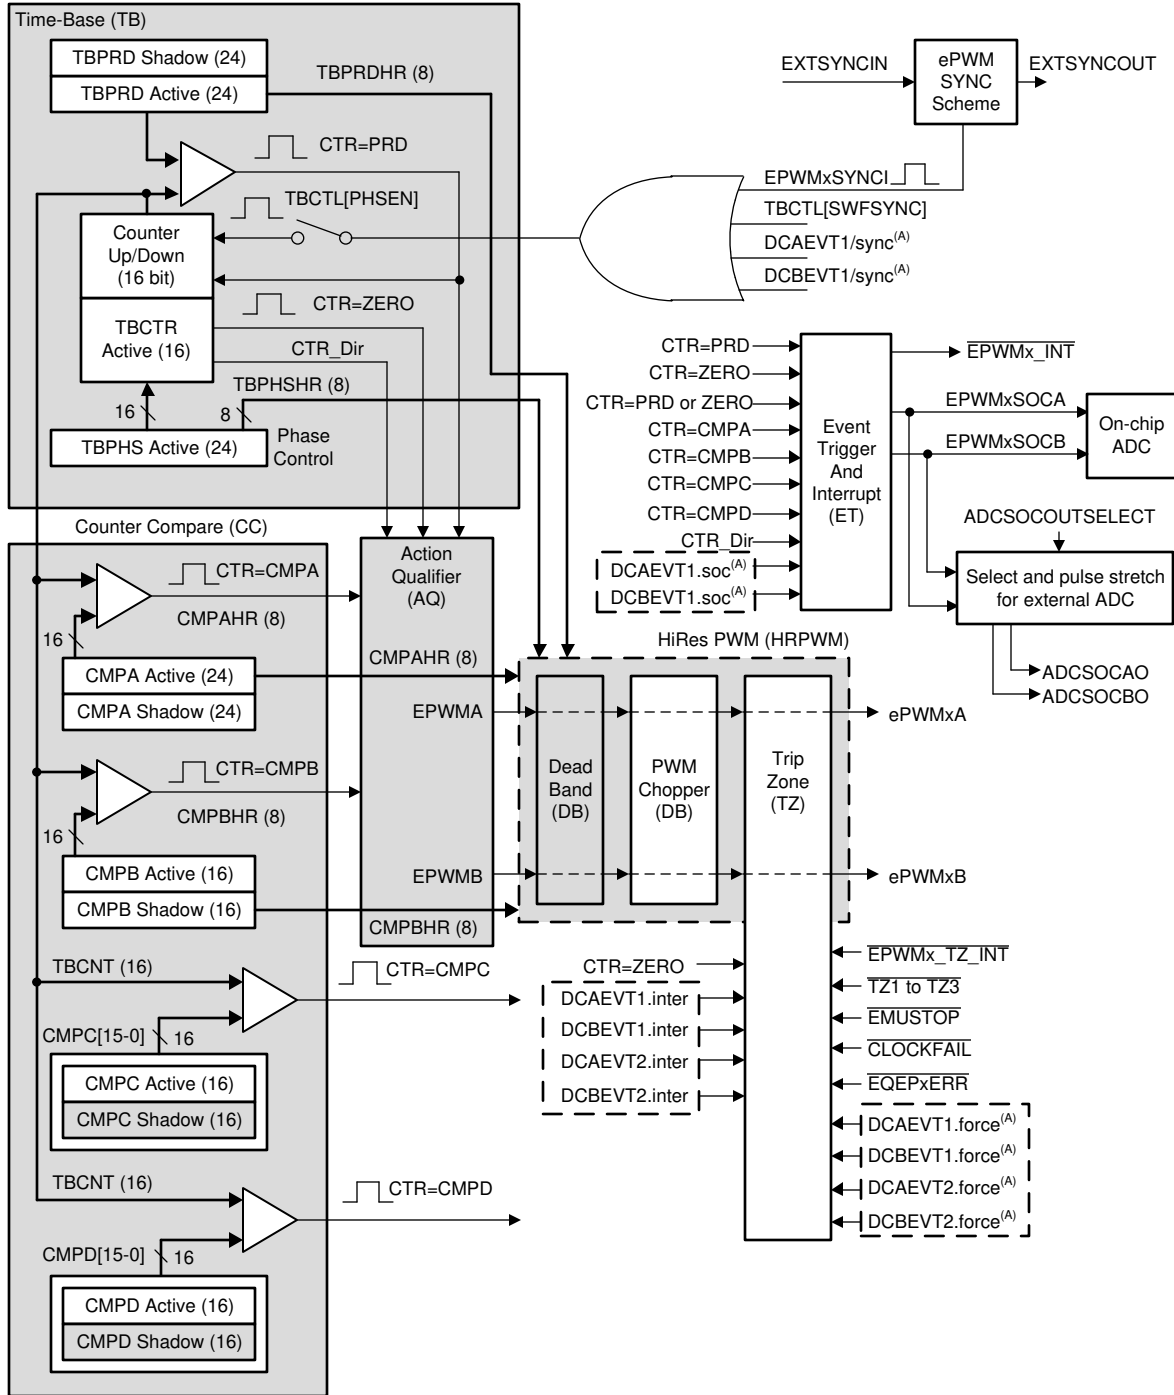 Time-Base (TB)
TBPRD Shadow (24)
TBPRD Active (24)
TBPRDHR (8)
CTR=PRD
TBCTL[PHSEN]
Counter
Up/Down
(16 bit)
CTR=ZERO
TBCTR
Active (16)
CTR_Dir
TBPHSHR (8)
16
8
TBPHS Active (24)
Phase
Control
EXTSYNCIN
ePWM
SYNC
Scheme
EXTSYNCOUT
EPWMxSYNCI
TBCTL[SWFSYNC]
DCAEVT1/sync(A)
DCBEVT1/sync(A)
CTR=PRD
CTR=ZERO
CTR=PRD or ZERO
CTR=CMPA
CTR=CMPB
CTR=CMPC
CTR=CMPD
CTR_Dir
DCAEVT1.soc(A)
DCBEVT1.soc(A)
Event
Trigger
And
Interrupt
(ET)
EPWMx_INT
EPWMxSOCA
EPWMxSOCB
On-chip
ADC
ADCSOCOUTSELECT
Select and pulse stretch
for external ADC
ADCSOCAO
ADCSOCBO
Counter Compare (CC)
CTR=CMPA
CMPAHR (8)
16
CMPA Active (24)
CMPA Shadow (24)
CTR=CMPB
CMPBHR (8)
16
CMPB Active (16)
CMPB Shadow (16)
TBCNT (16)
CTR=CMPC
CMPC[15-0]
16
CMPC Active (16)
CMPC Shadow (16)
TBCNT (16)
CTR=CMPD
CMPD[15-0]
16
CMPD Active (16)
CMPD Shadow (16)
Action
Qualifier
(AQ)
CMPAHR (8)
EPWMA
EPWMB
CMPBHR (8)
HiRes PWM (HRPWM)
Dead
Band
(DB)
PWM
Chopper
(DB)
Trip
Zone
(TZ)
ePWMxA
ePWMxB
CTR=ZERO
DCAEVT1.inter
DCBEVT1.inter
DCAEVT2.inter
DCBEVT2.inter
EPWMx_TZ_INT
TZ1 to TZ3
EMUSTOP
CLOCKFAIL
EQEPxERR
DCAEVT1.force(A)
DCBEVT1.force(A)
DCAEVT2.force(A)
DCBEVT2.force(A)